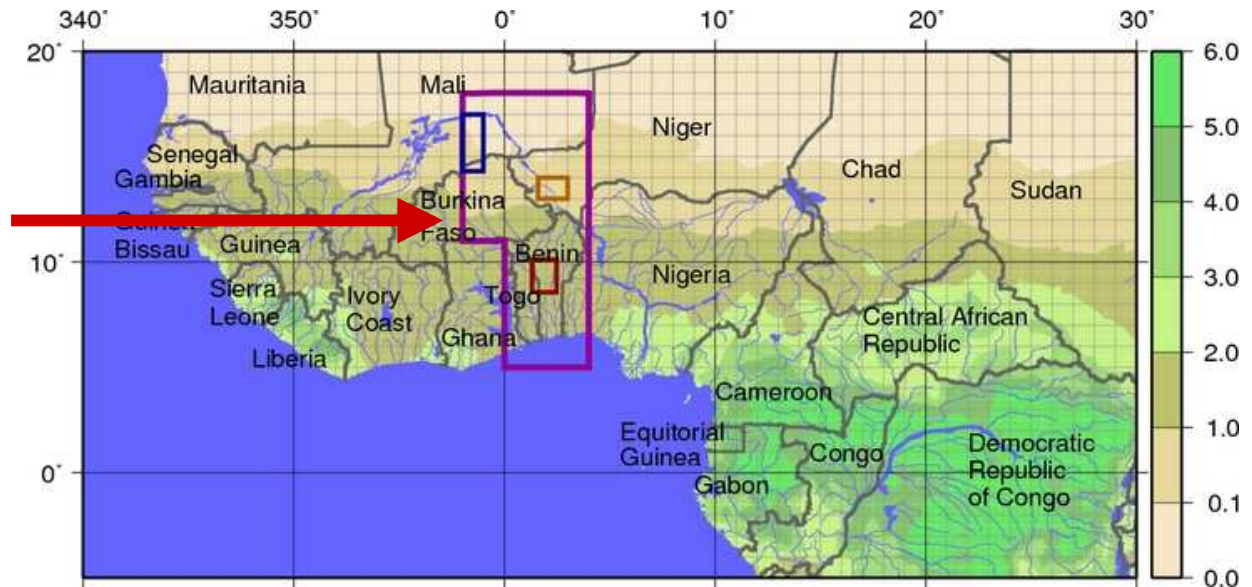 340° 350° 0° 10° 20° 30°
20° 6.0
Mauritania Mali
Niger
5.0
Senegal Chad
Gambia Sudan
Burkina 4.0
Guinea
Faso
Bissau Guinea Benin
10° Nigeria 3.0
Sierra Ivory Togo
Leone Coast Central African
Ghana Republic
Liberia 2.0
Cameroon
Equitorial 1.0
Guinea Congo Democratic
0° Republic
Gabon of Congo 0.1
0.0